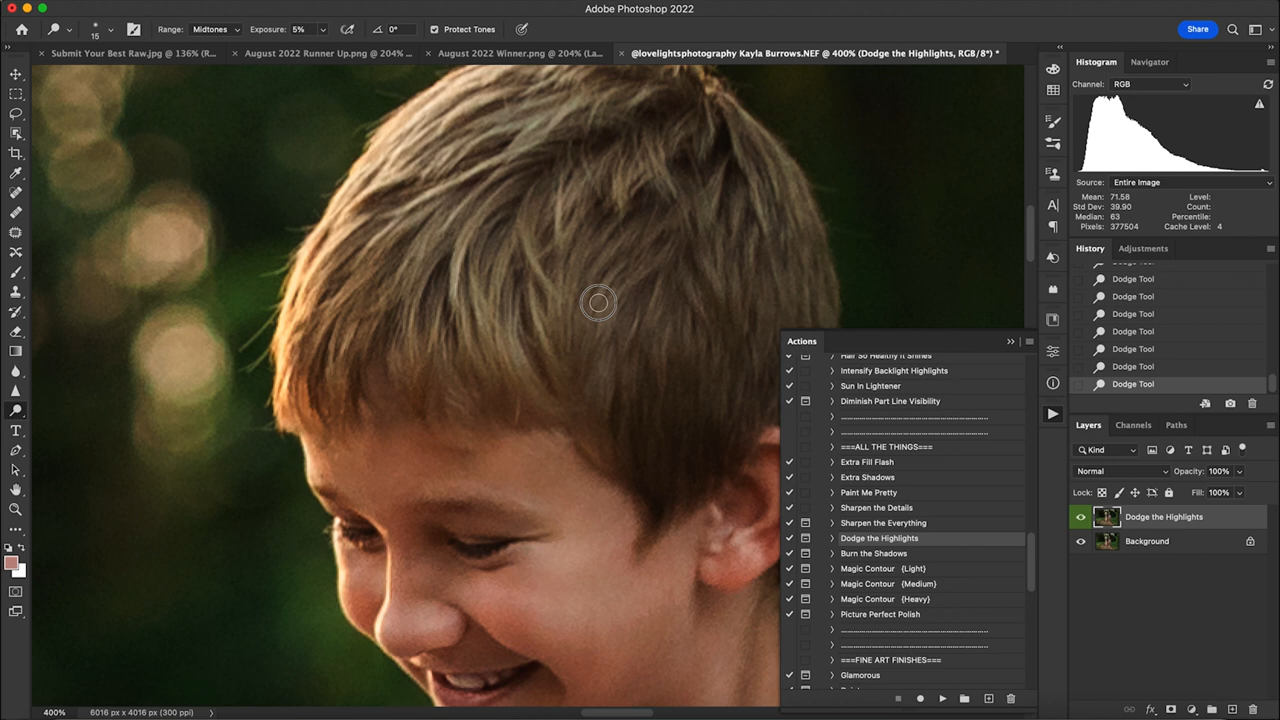 Adobe Photoshop 2022
15 Range: Midtones Exposure: 5% 0° Protect Tones Share
Submit Your Best Raw.jpg @ 136% (R... August 2022 Runner Up.png @ 204% ... August 2022 Winner.png @ 204% (La... @lovelightsphotography Kayla Burrows.NEF @ 400% (Dodge the Highlights, RGB/8*) *
Histogram Navigator
Channel: RGB
Source: Entire Image
Mean: 71.58 Level:
Std Dev: 39.90 Count:
Median: 63 Percentile:
Pixels: 377504 Cache Level: 4
History Adjustments
Dodge Tool
Dodge Tool
Dodge Tool
Dodge Tool
Dodge Tool
Dodge Tool
Dodge Tool
Dodge Tool
Layers Channels Paths
Kind
Normal Opacity: 100%
Lock: Fill: 100%
Dodge the Highlights
Background
Actions
Hair So Healthy It Shines
Intensify Backlight Highlights
Sun In Lightener
Diminish Part Line Visibility
===ALL THE THINGS===
Extra Fill Flash
Extra Shadows
Paint Me Pretty
Sharpen the Details
Sharpen the Everything
Dodge the Highlights
Burn the Shadows
Magic Contour {Light}
Magic Contour {Medium}
Magic Contour {Heavy}
Picture Perfect Polish
===FINE ART FINISHES===
Glamorous
400% 6016 px x 4016 px (300 ppi)